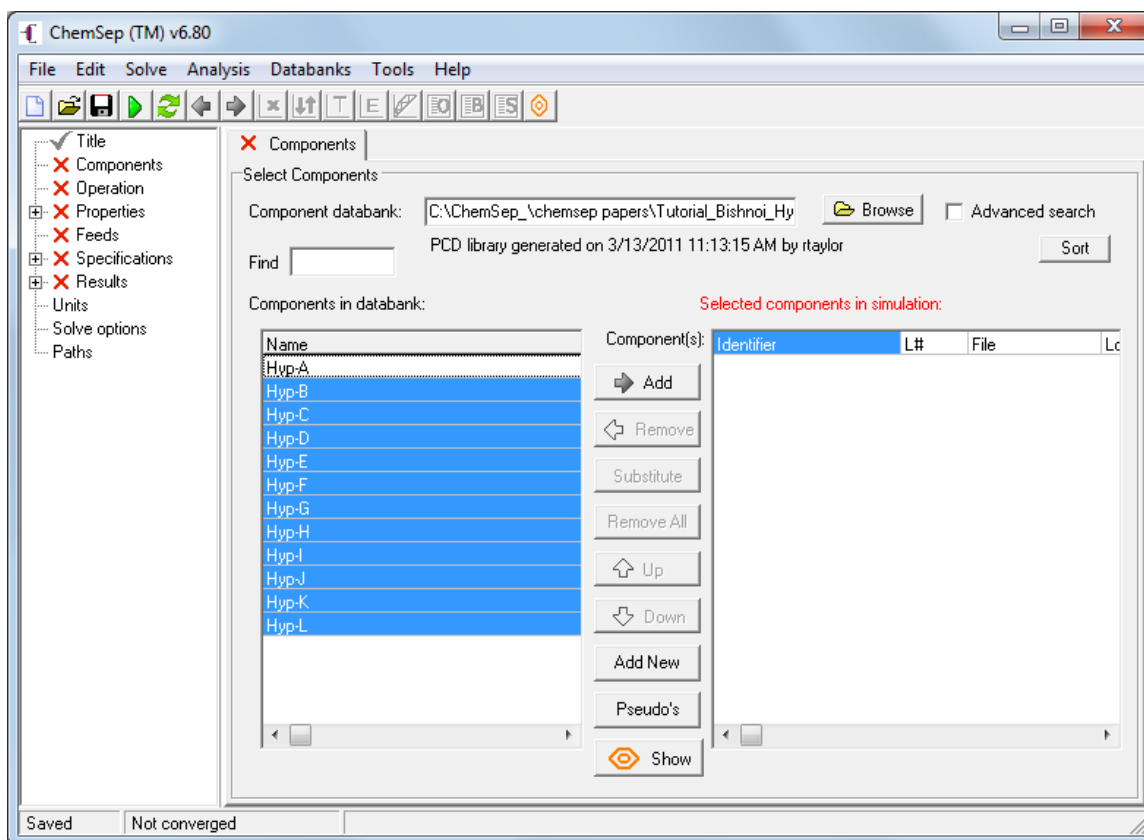 ChemSep (TM) v6.80
File Edit Solve Analysis Databanks Tools Help
T E O B S
Title
Components
Operation
Properties
Feeds
Specifications
Results
Units
Solve options
Paths
Components
Select Components
Component databank: C:\ChemSep_\chemsep papers\Tutorial_Bishnoi_Hy Browse Advanced search
PCD library generated on 3/13/2011 11:13:15 AM by rtaylor
Sort
Find
Components in databank:
Selected components in simulation:
Name
Hyp-A
Hyp-B
Hyp-C
Hyp-D
Hyp-E
Hyp-F
Hyp-G
Hyp-H
Hyp-I
Hyp-J
Hyp-K
Hyp-L
Component(s):
Add
Remove
Substitute
Remove All
Up
Down
Add New
Pseudo's
Show
Identifier L# File Lo
Saved Not converged